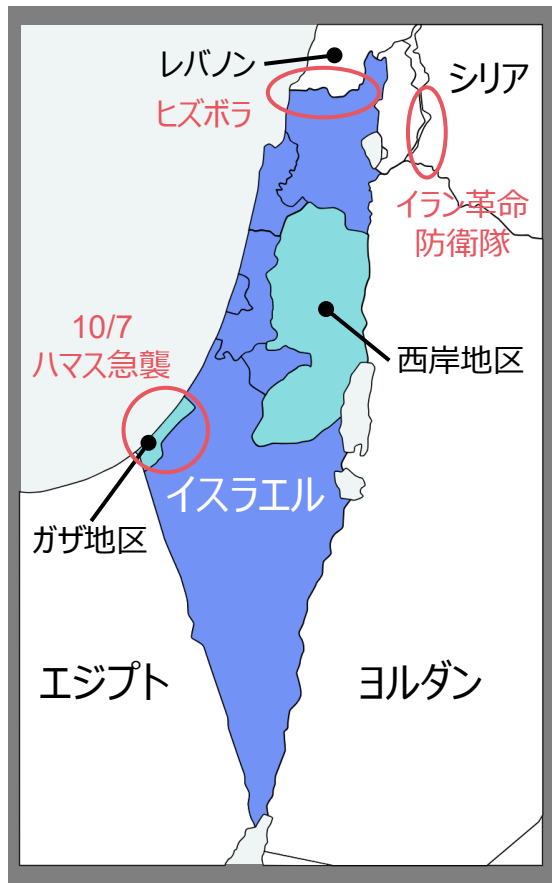 レバノン
シリア
ヒズボラ
イラン革命
防衛隊
10/7
ハマス急襲
西岸地区
イスラエル
ガザ地区
エジプト
ヨルダン